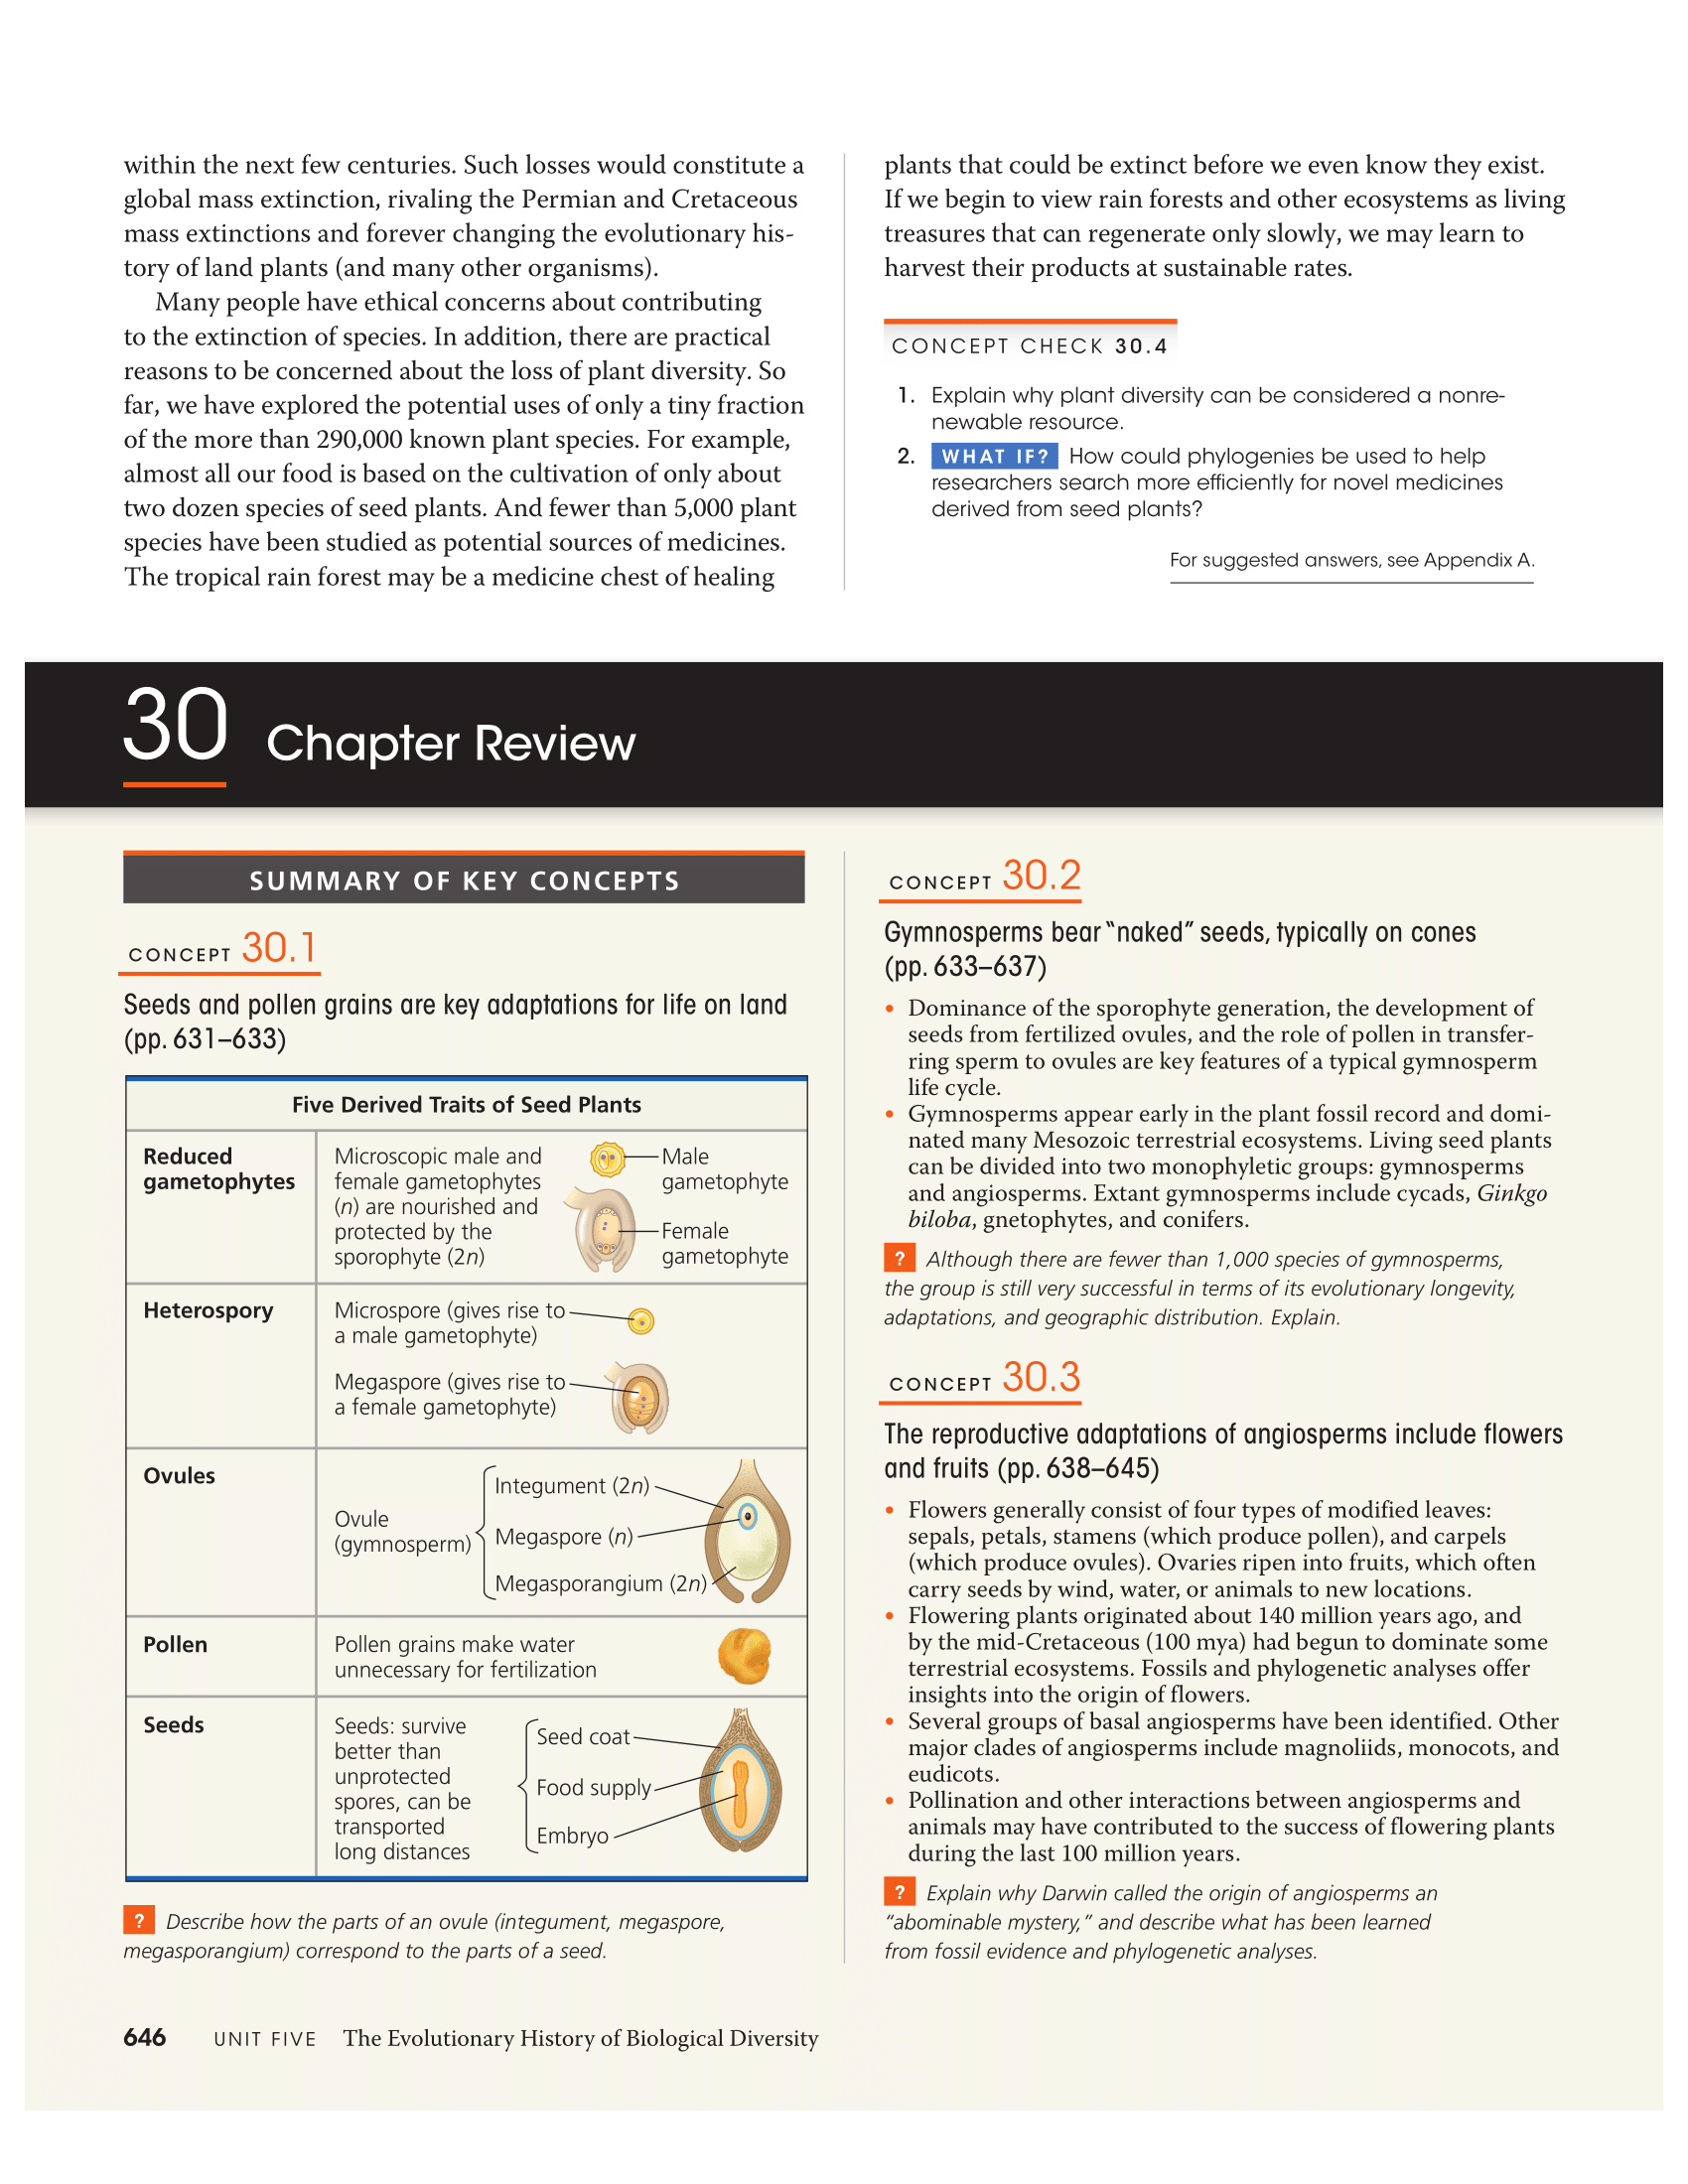 within the next few centuries. Such losses would constitute a
global mass extinction, rivaling the Permian and Cretaceous
mass extinctions and forever changing the evolutionary his-
tory of land plants (and many other organisms).
Many people have ethical concerns about contributing
to the extinction of species. In addition, there are practical
reasons to be concerned about the loss of plant diversity. So
far, we have explored the potential uses of only a tiny fraction
of the more than 290,000 known plant species. For example,
almost all our food is based on the cultivation of only about
two dozen species of seed plants. And fewer than 5,000 plant
species have been studied as potential sources of medicines.
The tropical rain forest may be a medicine chest of healing
plants that could be extinct before we even know they exist.
If we begin to view rain forests and other ecosystems as living
treasures that can regenerate only slowly, we may learn to
harvest their products at sustainable rates.
CONCEPT CHECK 30.4
1. Explain why plant diversity can be considered a nonre-
newable resource.
2. WHAT IF? How could phylogenies be used to help
researchers search more efficiently for novel medicines
derived from seed plants?
For suggested answers, see Appendix A.
30 Chapter Review
SUMMARY OF KEY CONCEPTS
CONCEPT 30.1
Seeds and pollen grains are key adaptations for life on land
(pp. 631–633)
Five Derived Traits of Seed Plants
Reduced
gametophytes
Microscopic male and
female gametophytes
(n) are nourished and
protected by the
sporophyte (2n)
Male
gametophyte
Female
gametophyte
Heterospory
Microspore (gives rise to
a male gametophyte)
Megaspore (gives rise to
a female gametophyte)
Ovules
Ovule
(gymnosperm)
Integument (2n)
Megaspore (n)
Megasporangium (2n)
Pollen
Pollen grains make water
unnecessary for fertilization
Seeds
Seeds: survive
better than
unprotected
spores, can be
transported
long distances
Seed coat
Food supply
Embryo
? Describe how the parts of an ovule (integument, megaspore,
megasporangium) correspond to the parts of a seed.
CONCEPT 30.2
Gymnosperms bear “naked” seeds, typically on cones
(pp. 633–637)
• Dominance of the sporophyte generation, the development of
seeds from fertilized ovules, and the role of pollen in transfer-
ring sperm to ovules are key features of a typical gymnosperm
life cycle.
• Gymnosperms appear early in the plant fossil record and domi-
nated many Mesozoic terrestrial ecosystems. Living seed plants
can be divided into two monophyletic groups: gymnosperms
and angiosperms. Extant gymnosperms include cycads, Ginkgo
biloba, gnetophytes, and conifers.
? Although there are fewer than 1,000 species of gymnosperms,
the group is still very successful in terms of its evolutionary longevity,
adaptations, and geographic distribution. Explain.
CONCEPT 30.3
The reproductive adaptations of angiosperms include flowers
and fruits (pp. 638–645)
• Flowers generally consist of four types of modified leaves:
sepals, petals, stamens (which produce pollen), and carpels
(which produce ovules). Ovaries ripen into fruits, which often
carry seeds by wind, water, or animals to new locations.
• Flowering plants originated about 140 million years ago, and
by the mid-Cretaceous (100 mya) had begun to dominate some
terrestrial ecosystems. Fossils and phylogenetic analyses offer
insights into the origin of flowers.
• Several groups of basal angiosperms have been identified. Other
major clades of angiosperms include magnoliids, monocots, and
eudicots.
• Pollination and other interactions between angiosperms and
animals may have contributed to the success of flowering plants
during the last 100 million years.
? Explain why Darwin called the origin of angiosperms an
“abominable mystery,” and describe what has been learned
from fossil evidence and phylogenetic analyses.
646 UNIT FIVE The Evolutionary History of Biological Diversity